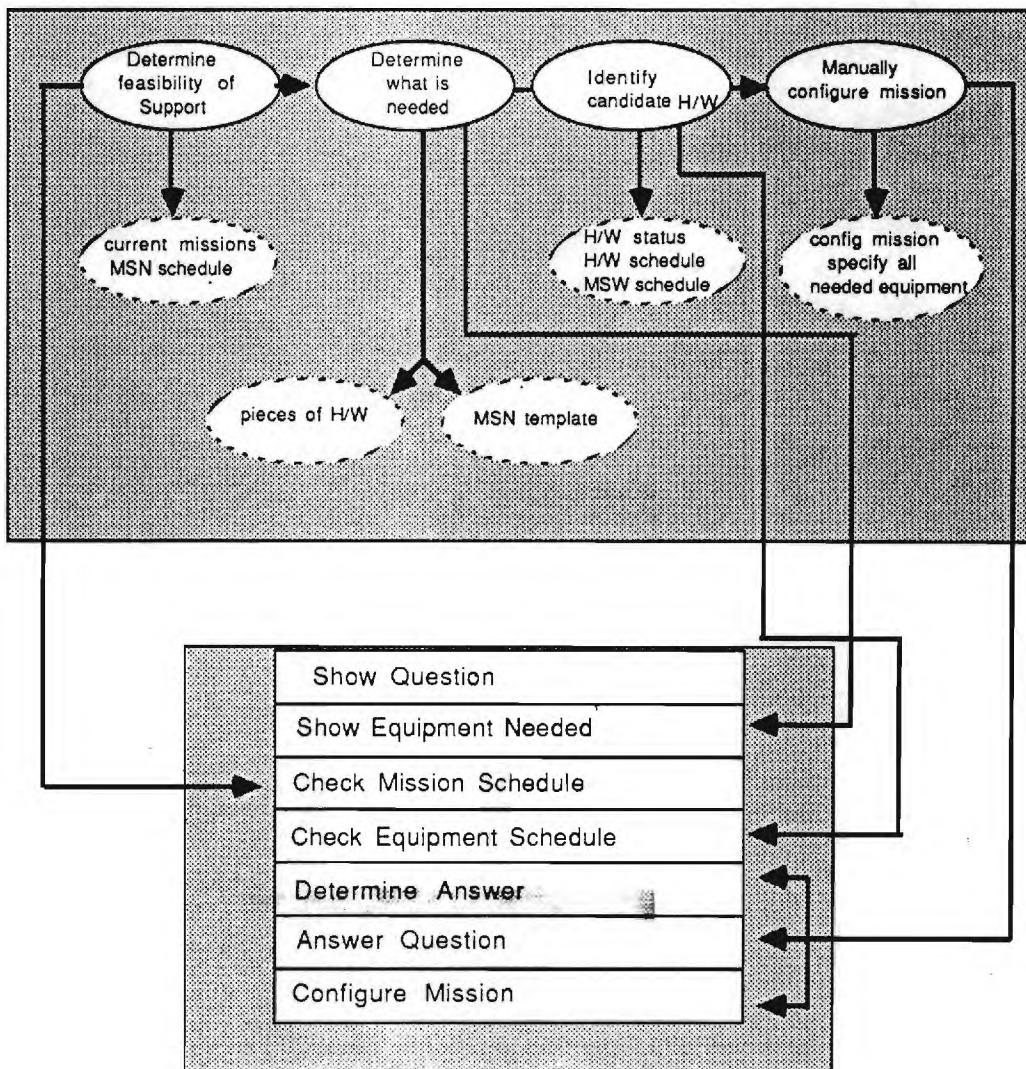 Determine
feasibility of
Support
Determine
what is
needed
Identify
candidate H/W
Manually
configure mission
current missions
MSN schedule
H/W status
H/W schedule
MSW schedule
config mission
specify all
needed equipment
pieces of H/W
MSN template
Show Question
Show Equipment Needed
Check Mission Schedule
Check Equipment Schedule
Determine Answer
Answer Question
Configure Mission